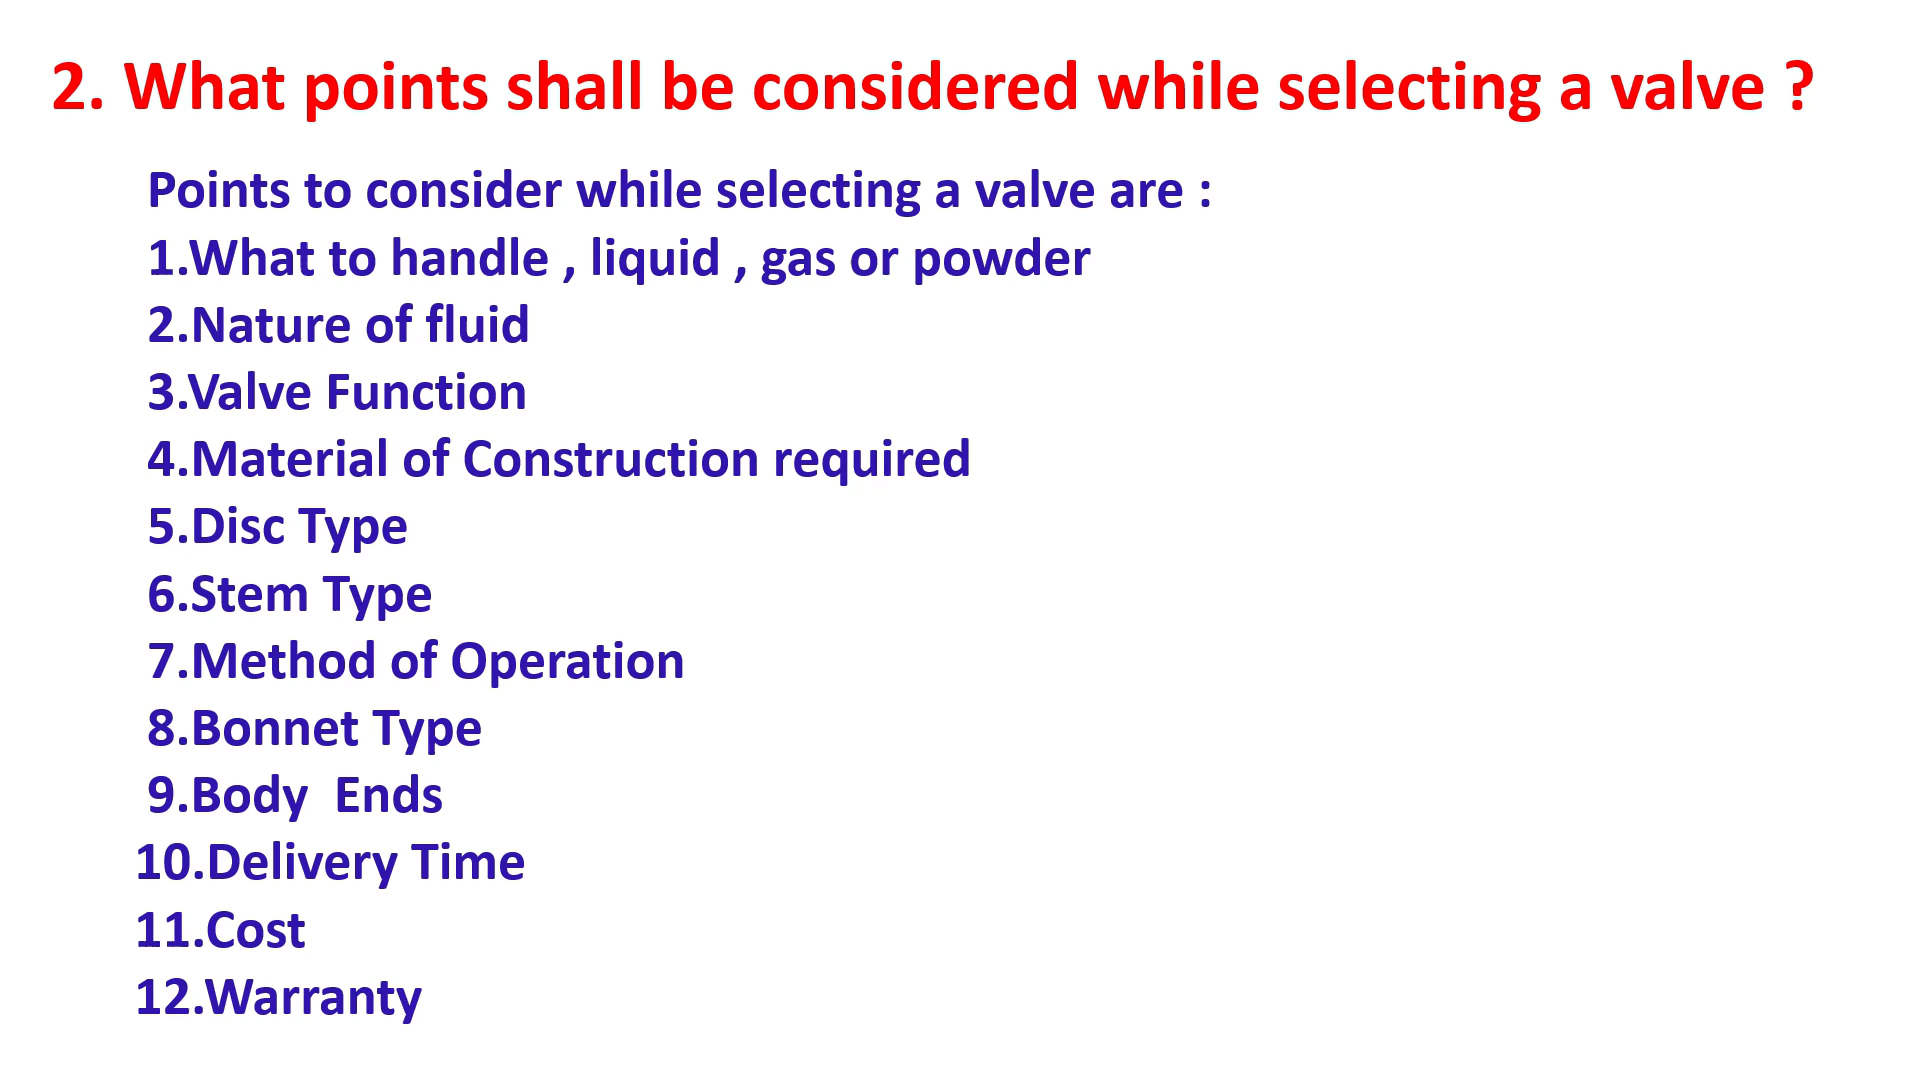 2. What points shall be considered while selecting a valve ?
Points to consider while selecting a valve are :
1.What to handle , liquid , gas or powder
2.Nature of fluid
3.Valve Function
4.Material of Construction required
5.Disc Type
6.Stem Type
7.Method of Operation
8.Bonnet Type
9.Body  Ends
10.Delivery Time
11.Cost
12.Warranty